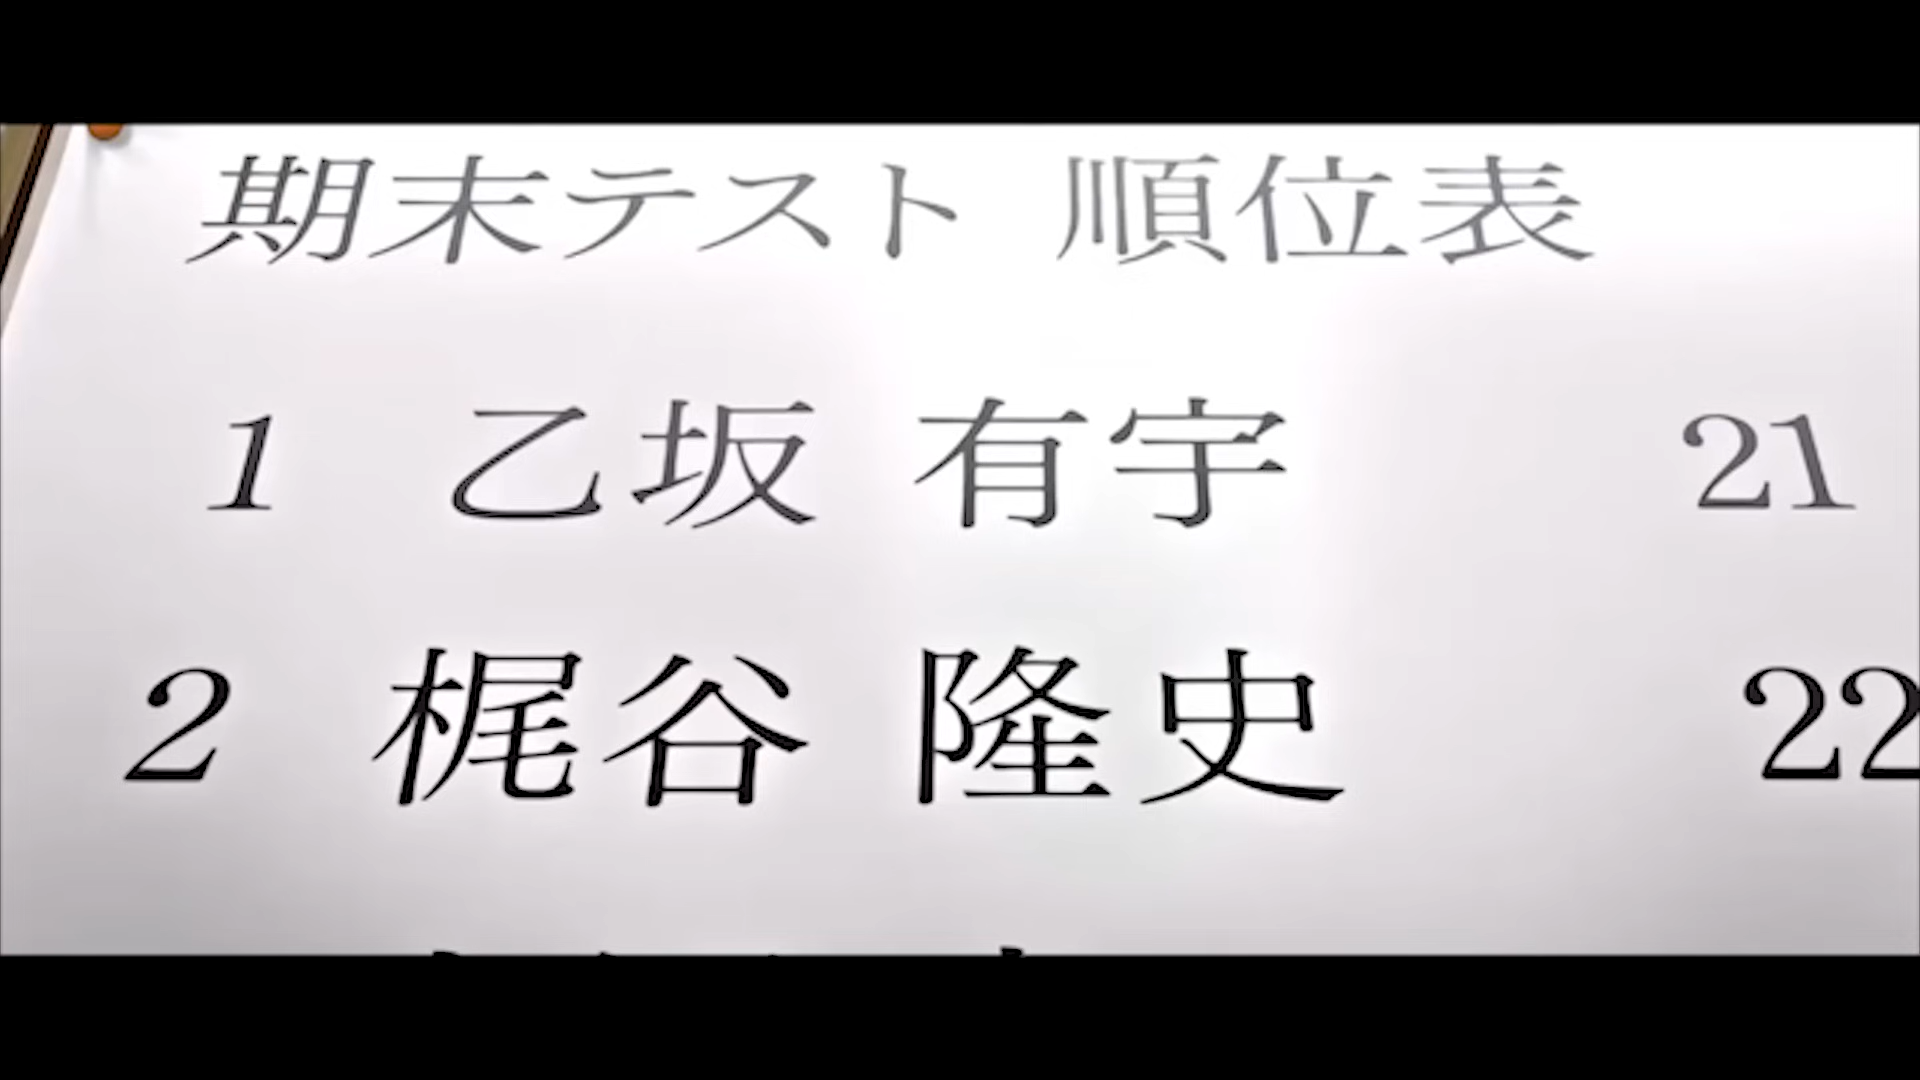 期末テスト 順位表
1 乙坂 有宇 21
2 梶谷 隆史 22